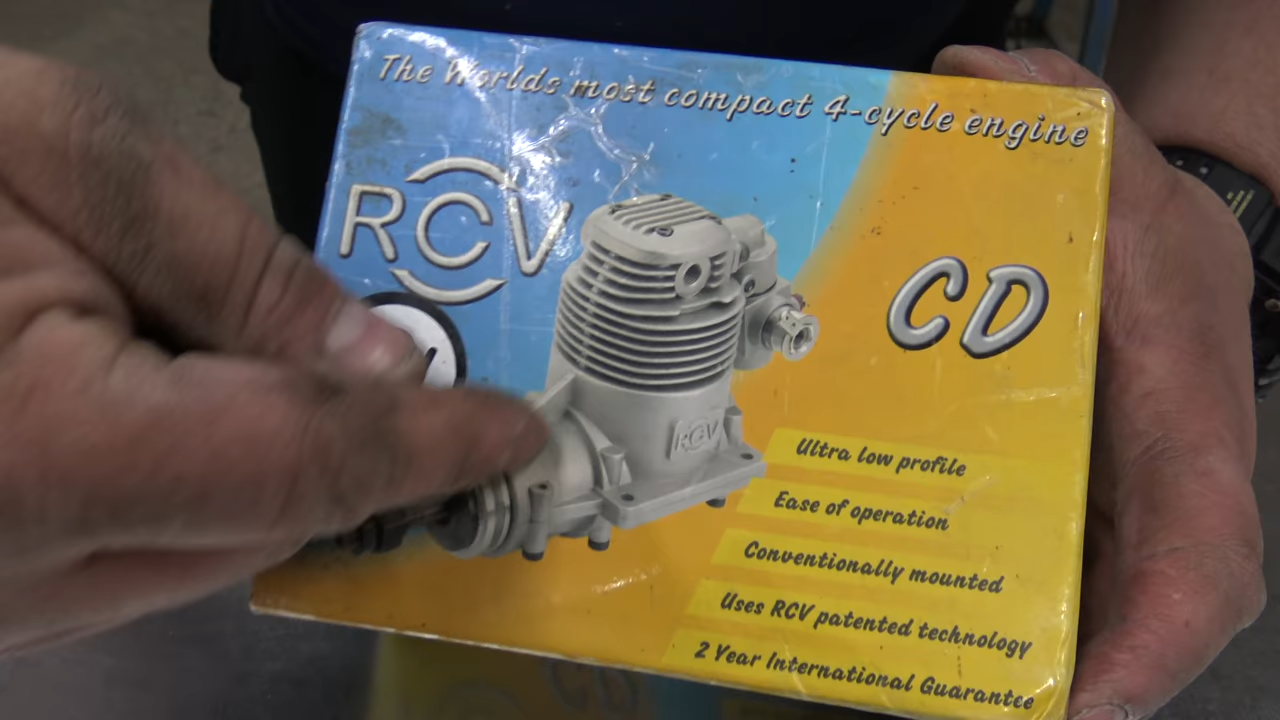 The Worlds most compact 4-cycle engine
RCV
CD
RCV
Ultra low profile
Ease of operation
Conventionally mounted
Uses RCV patented technology
2 Year International Guarantee
CD